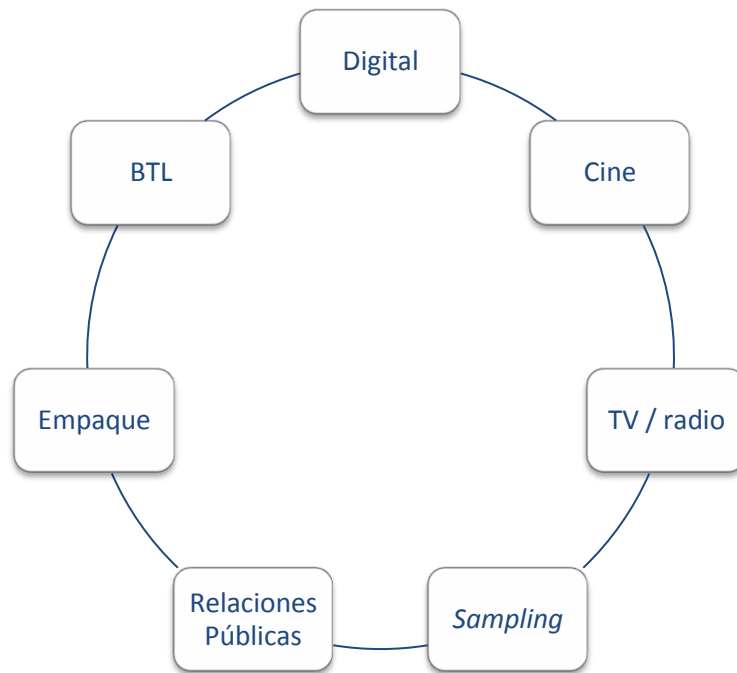 Digital
BTL
Cine
Empaque
TV / radio
Relaciones
Públicas
Sampling